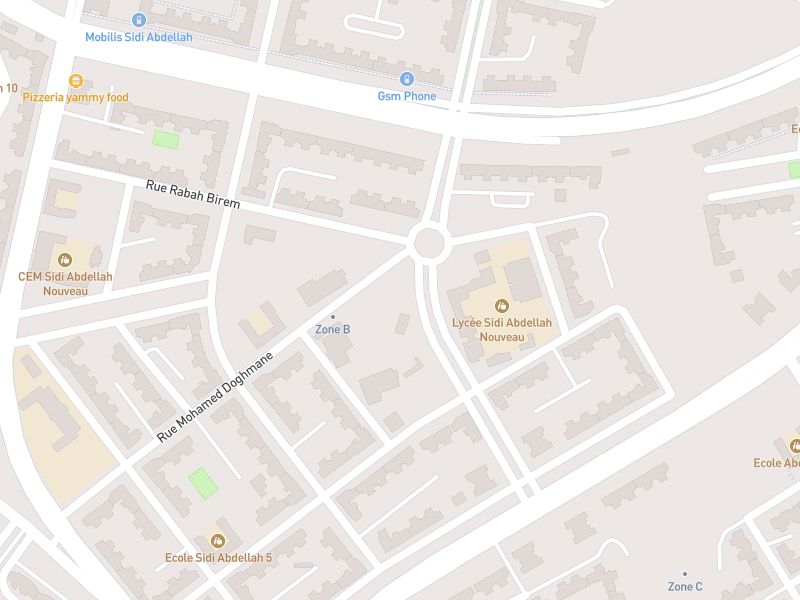 Mobilis Sidi Abdellah
10
Pizzeria yammy food
Gsm Phone
Rue Rabah Birem
CEM Sidi Abdellah
Nouveau
Zone B
Lycée Sidi Abdellah
Nouveau
Rue Mohamed Doghmane
Ecole Sidi Abdellah 5
Zone C